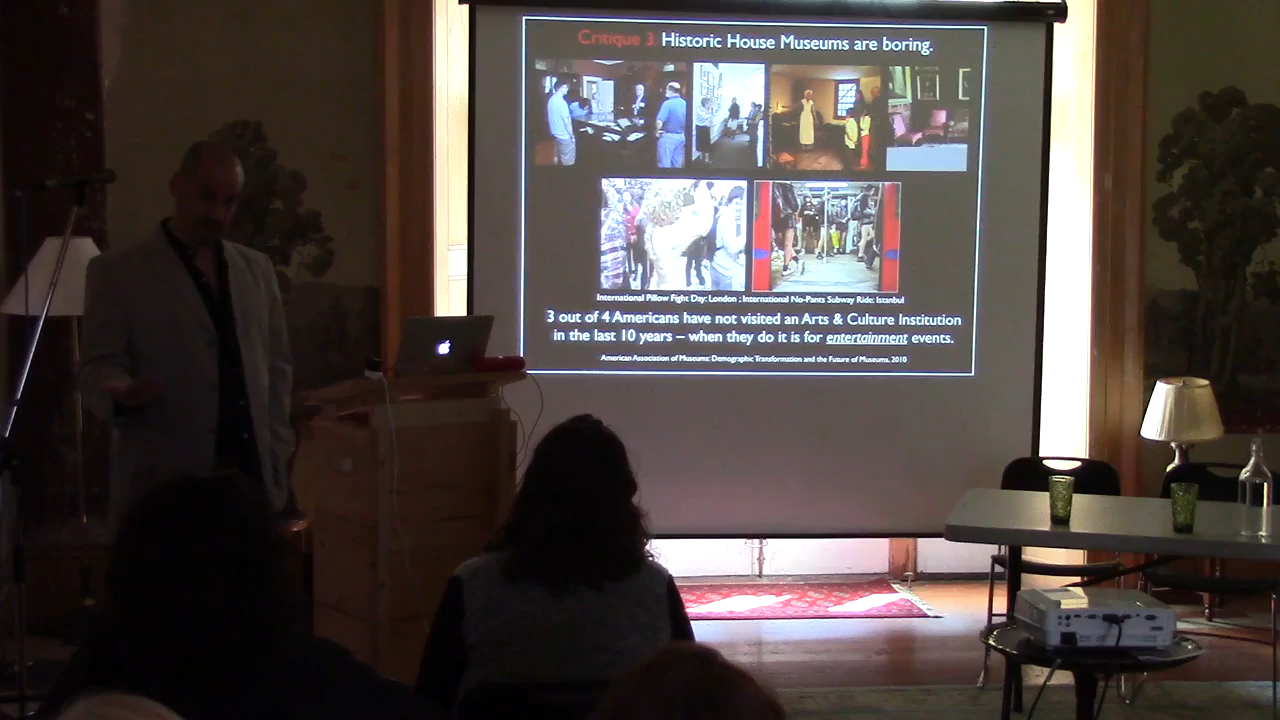 Critique 3: Historic House Museums are boring.
International Pillow Fight Day: London ; International No-Pants Subway Ride: Istanbul
3 out of 4 Americans have not visited an Arts & Culture Institution
in the last 10 years – when they do it is for entertainment events.
American Association of Museums: Demographic Transformation and the Future of Museums, 2010